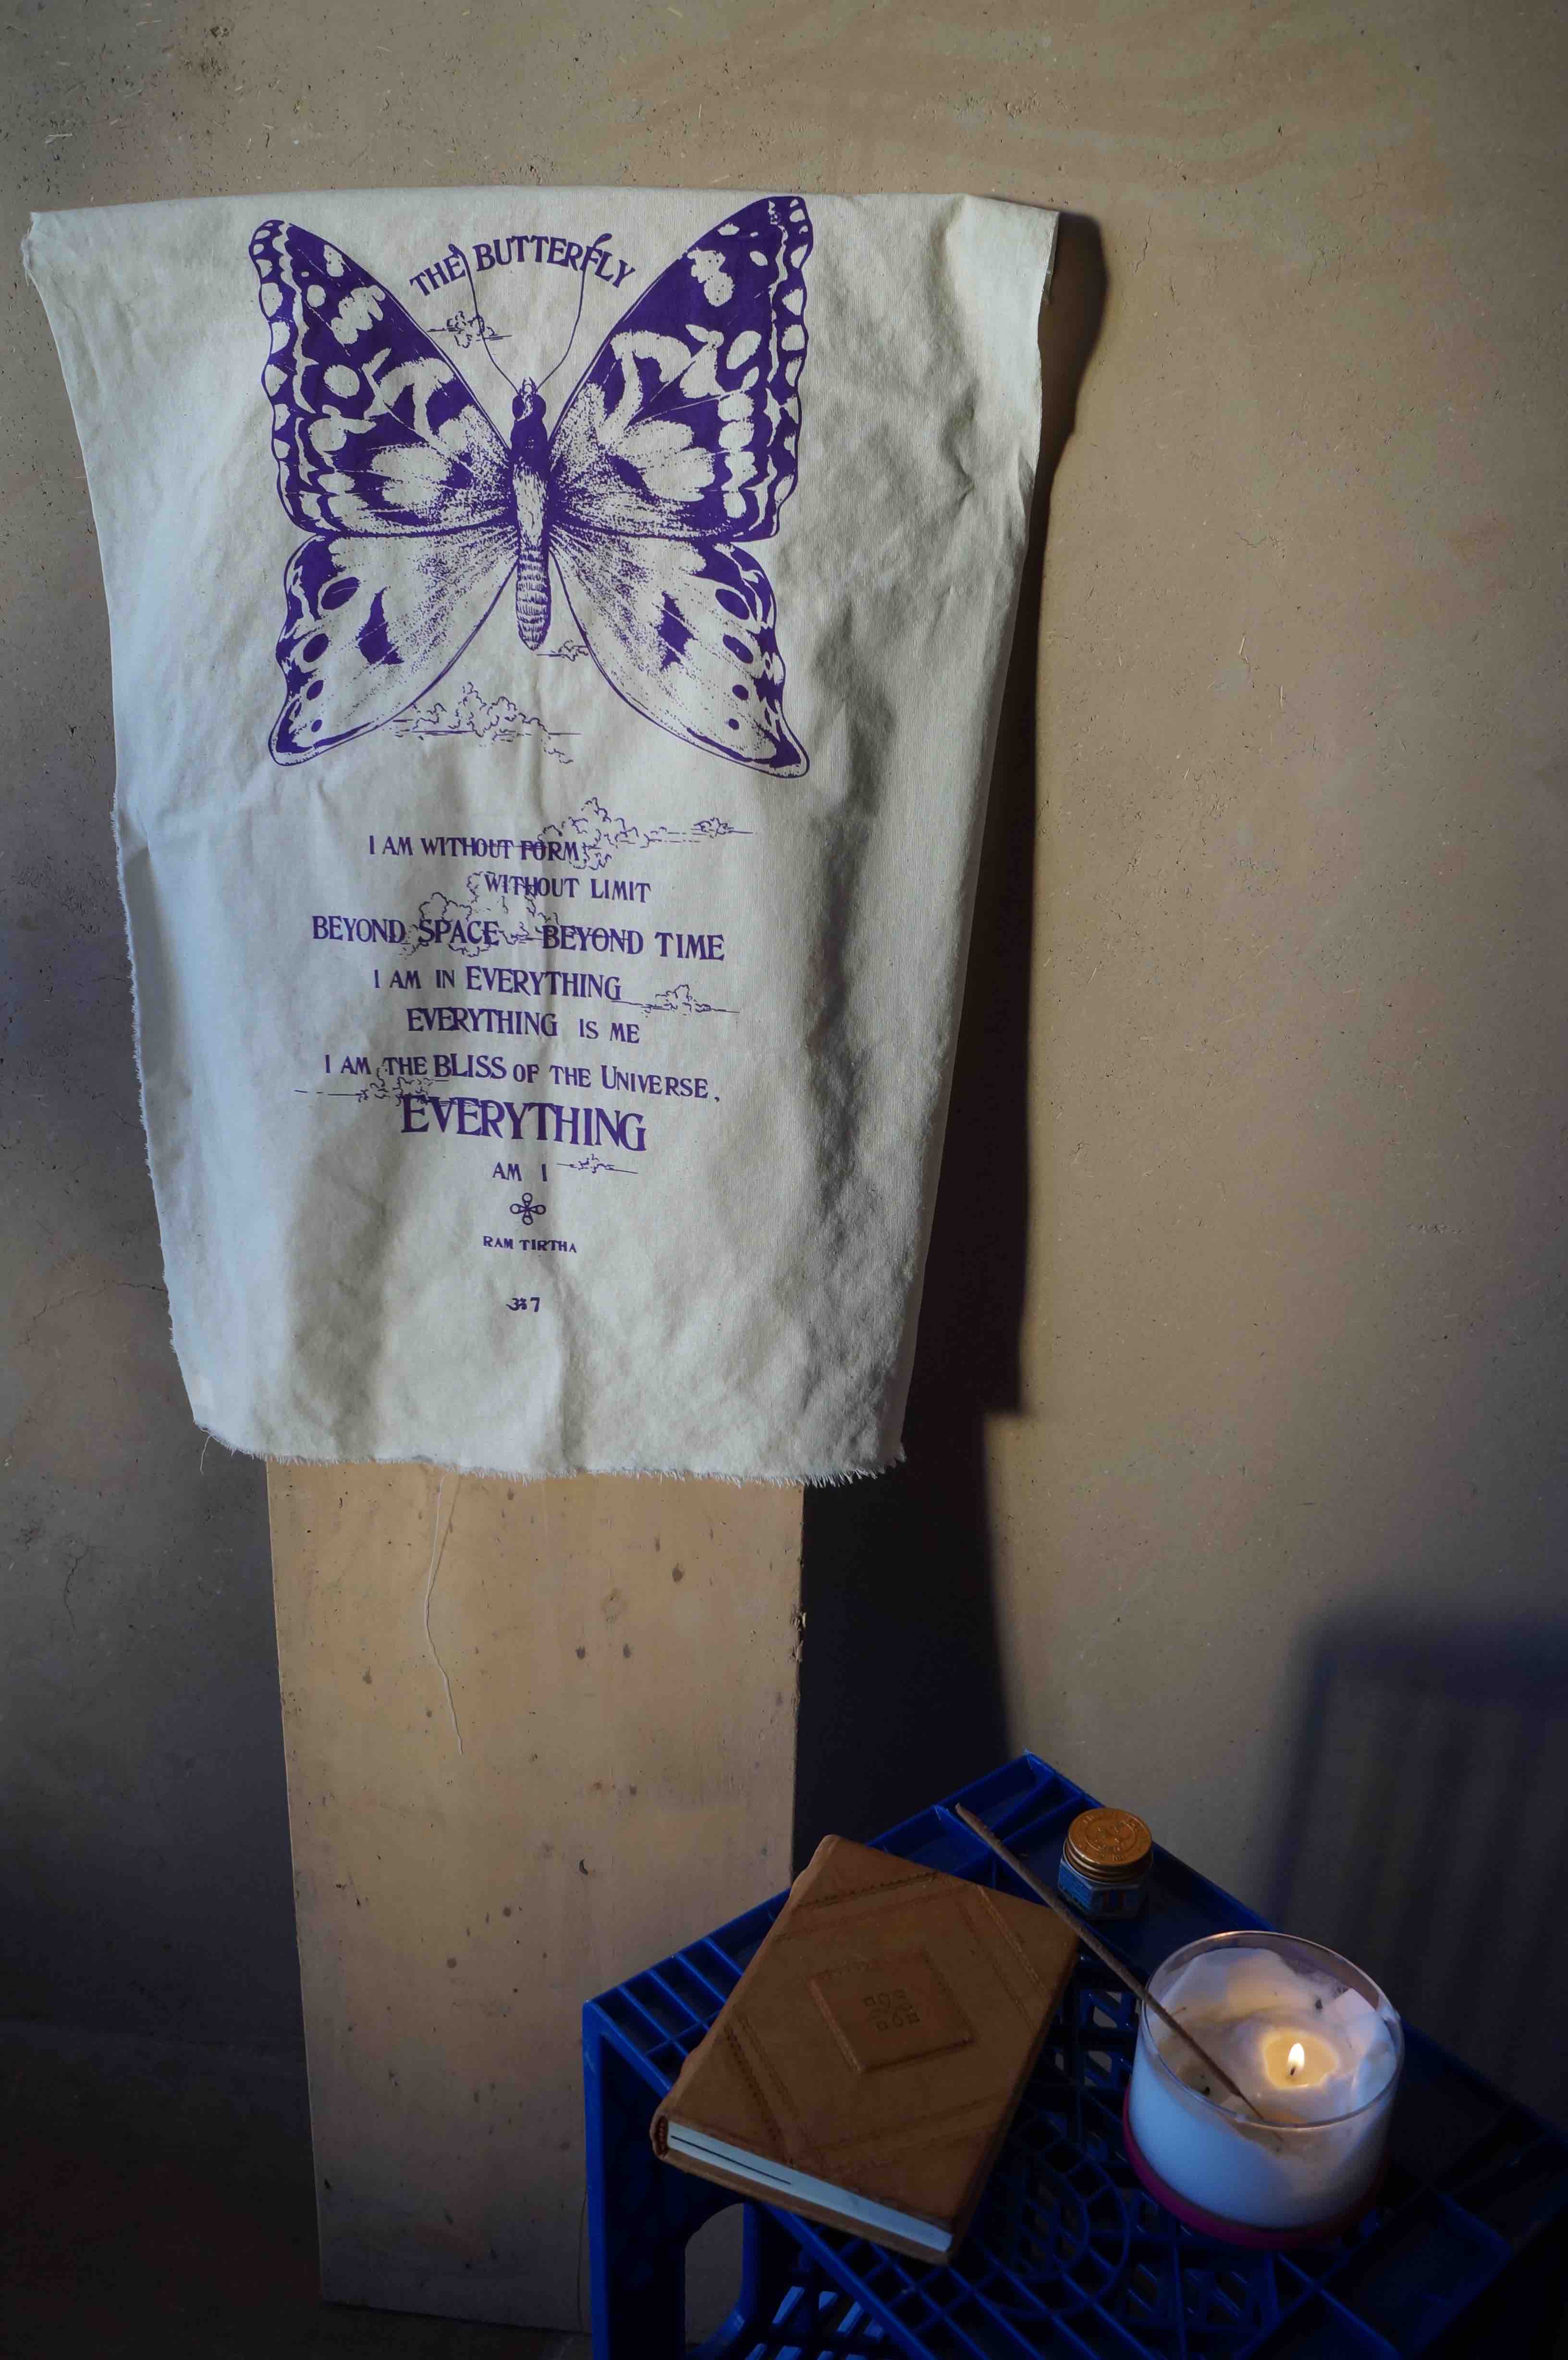 THE BUTTERFLY
I AM WITHOUT FORM,
WITHOUT LIMIT
BEYOND SPACE — BEYOND TIME
I AM IN EVERYTHING
EVERYTHING IS ME
I AM THE BLISS OF THE UNIVERSE,
EVERYTHING
AM I
RAM TIRTHA
ॐ 7